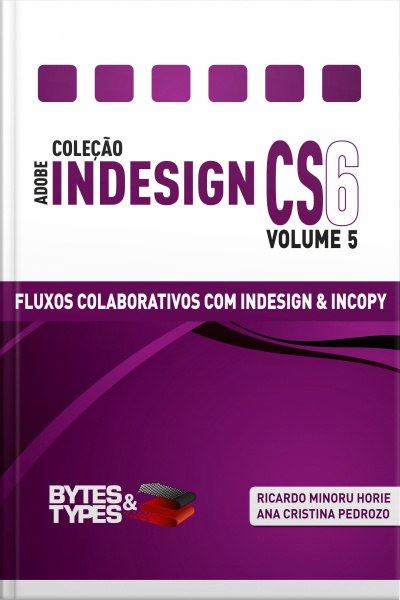 COLEÇÃO
ADOBE
INDESIGN CS6
VOLUME 5
FLUXOS COLABORATIVOS COM INDESIGN & INCOPY
BYTES &
TYPES
RICARDO MINORU HORIE
ANA CRISTINA PEDROZO